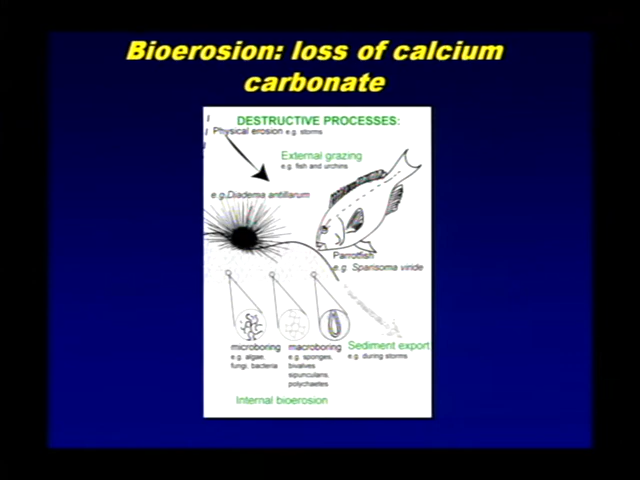 Bioerosion: loss of calcium
carbonate
DESTRUCTIVE PROCESSES:
Physical erosion e.g. storms
External grazing
e.g. fish and urchins
e.g. Diadema antillarum
Parrotfish
e.g. Sparisoma viride
microboring
e.g. algae,
fungi, bacteria
macroboring
e.g. sponges,
bivalves
sipunculans,
polychaetes
Sediment export
e.g. during storms
Internal bioerosion